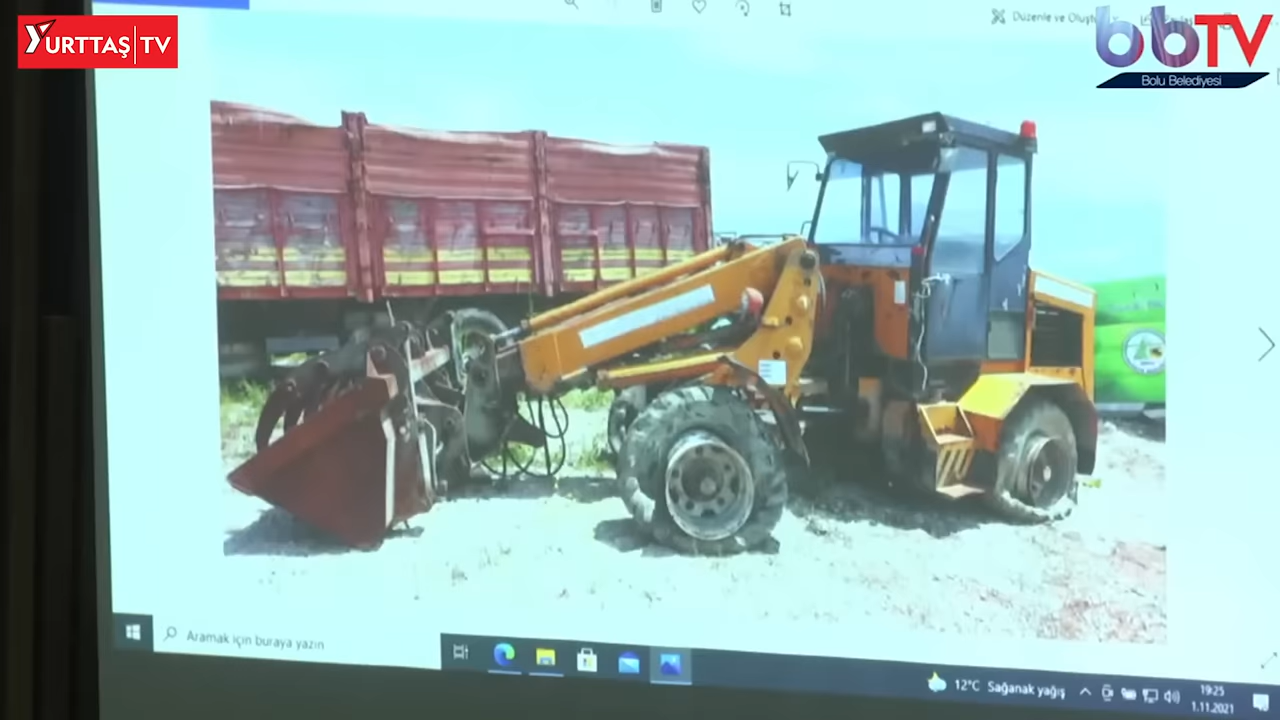 YURTTAŞ TV
Düzenle ve Oluştur
bbTV
Bolu Belediyesi
Aramak için buraya yazın
12°C Sağanak yağış
19:25
1.11.2021